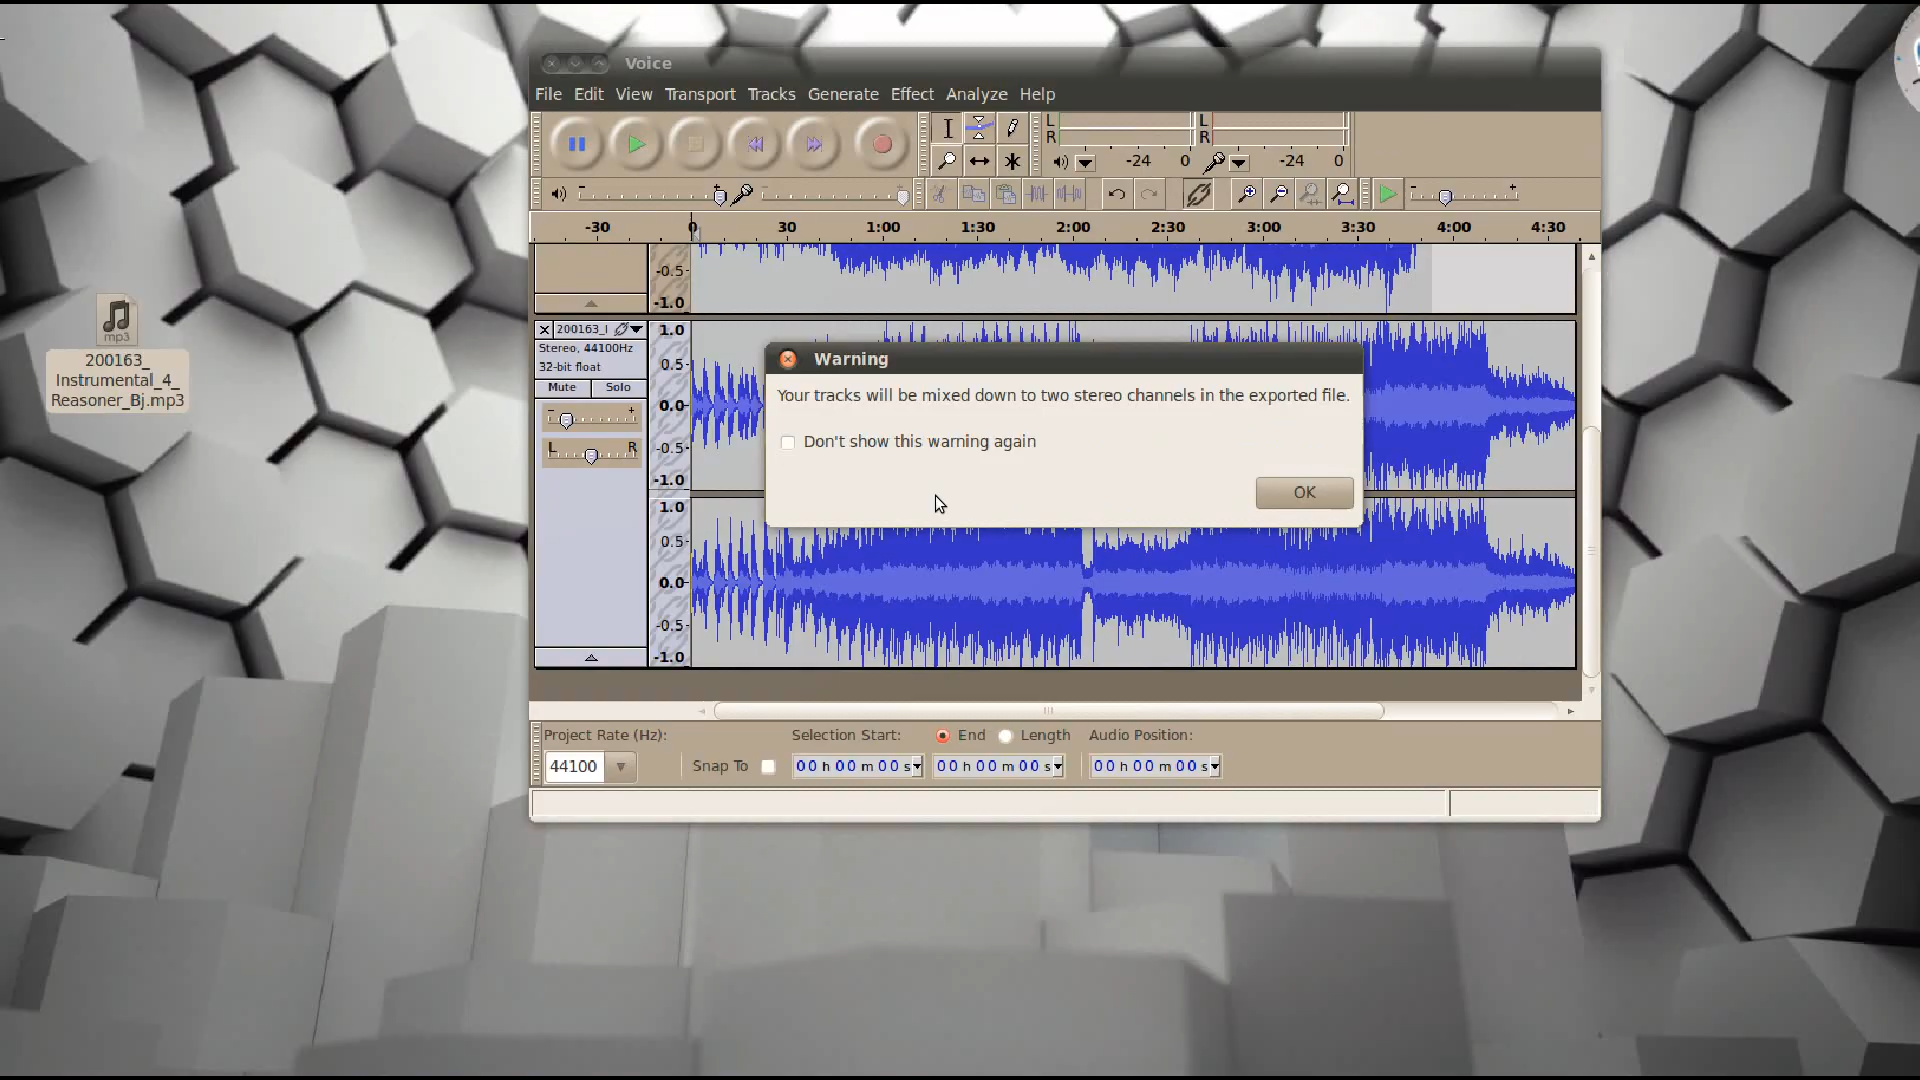 Voice
File Edit View Transport Tracks Generate Effect Analyze Help
L
R
L
R
-24 0
-24 0
-30 0 30 1:00 1:30 2:00 2:30 3:00 3:30 4:00 4:30
-0.5
-1.0
mp3
200163_
Instrumental_4_
Reasoner_Bj.mp3
200163_I
Stereo, 44100Hz
32-bit float
Mute Solo
- +
L R
1.0
0.5
0.0
-0.5
-1.0
1.0
0.5
0.0
-0.5
-1.0
Warning
Your tracks will be mixed down to two stereo channels in the exported file.
Don't show this warning again
OK
Project Rate (Hz): Selection Start: End Length Audio Position:
44100 Snap To 00 h 00 m 00 s 00 h 00 m 00 s 00 h 00 m 00 s